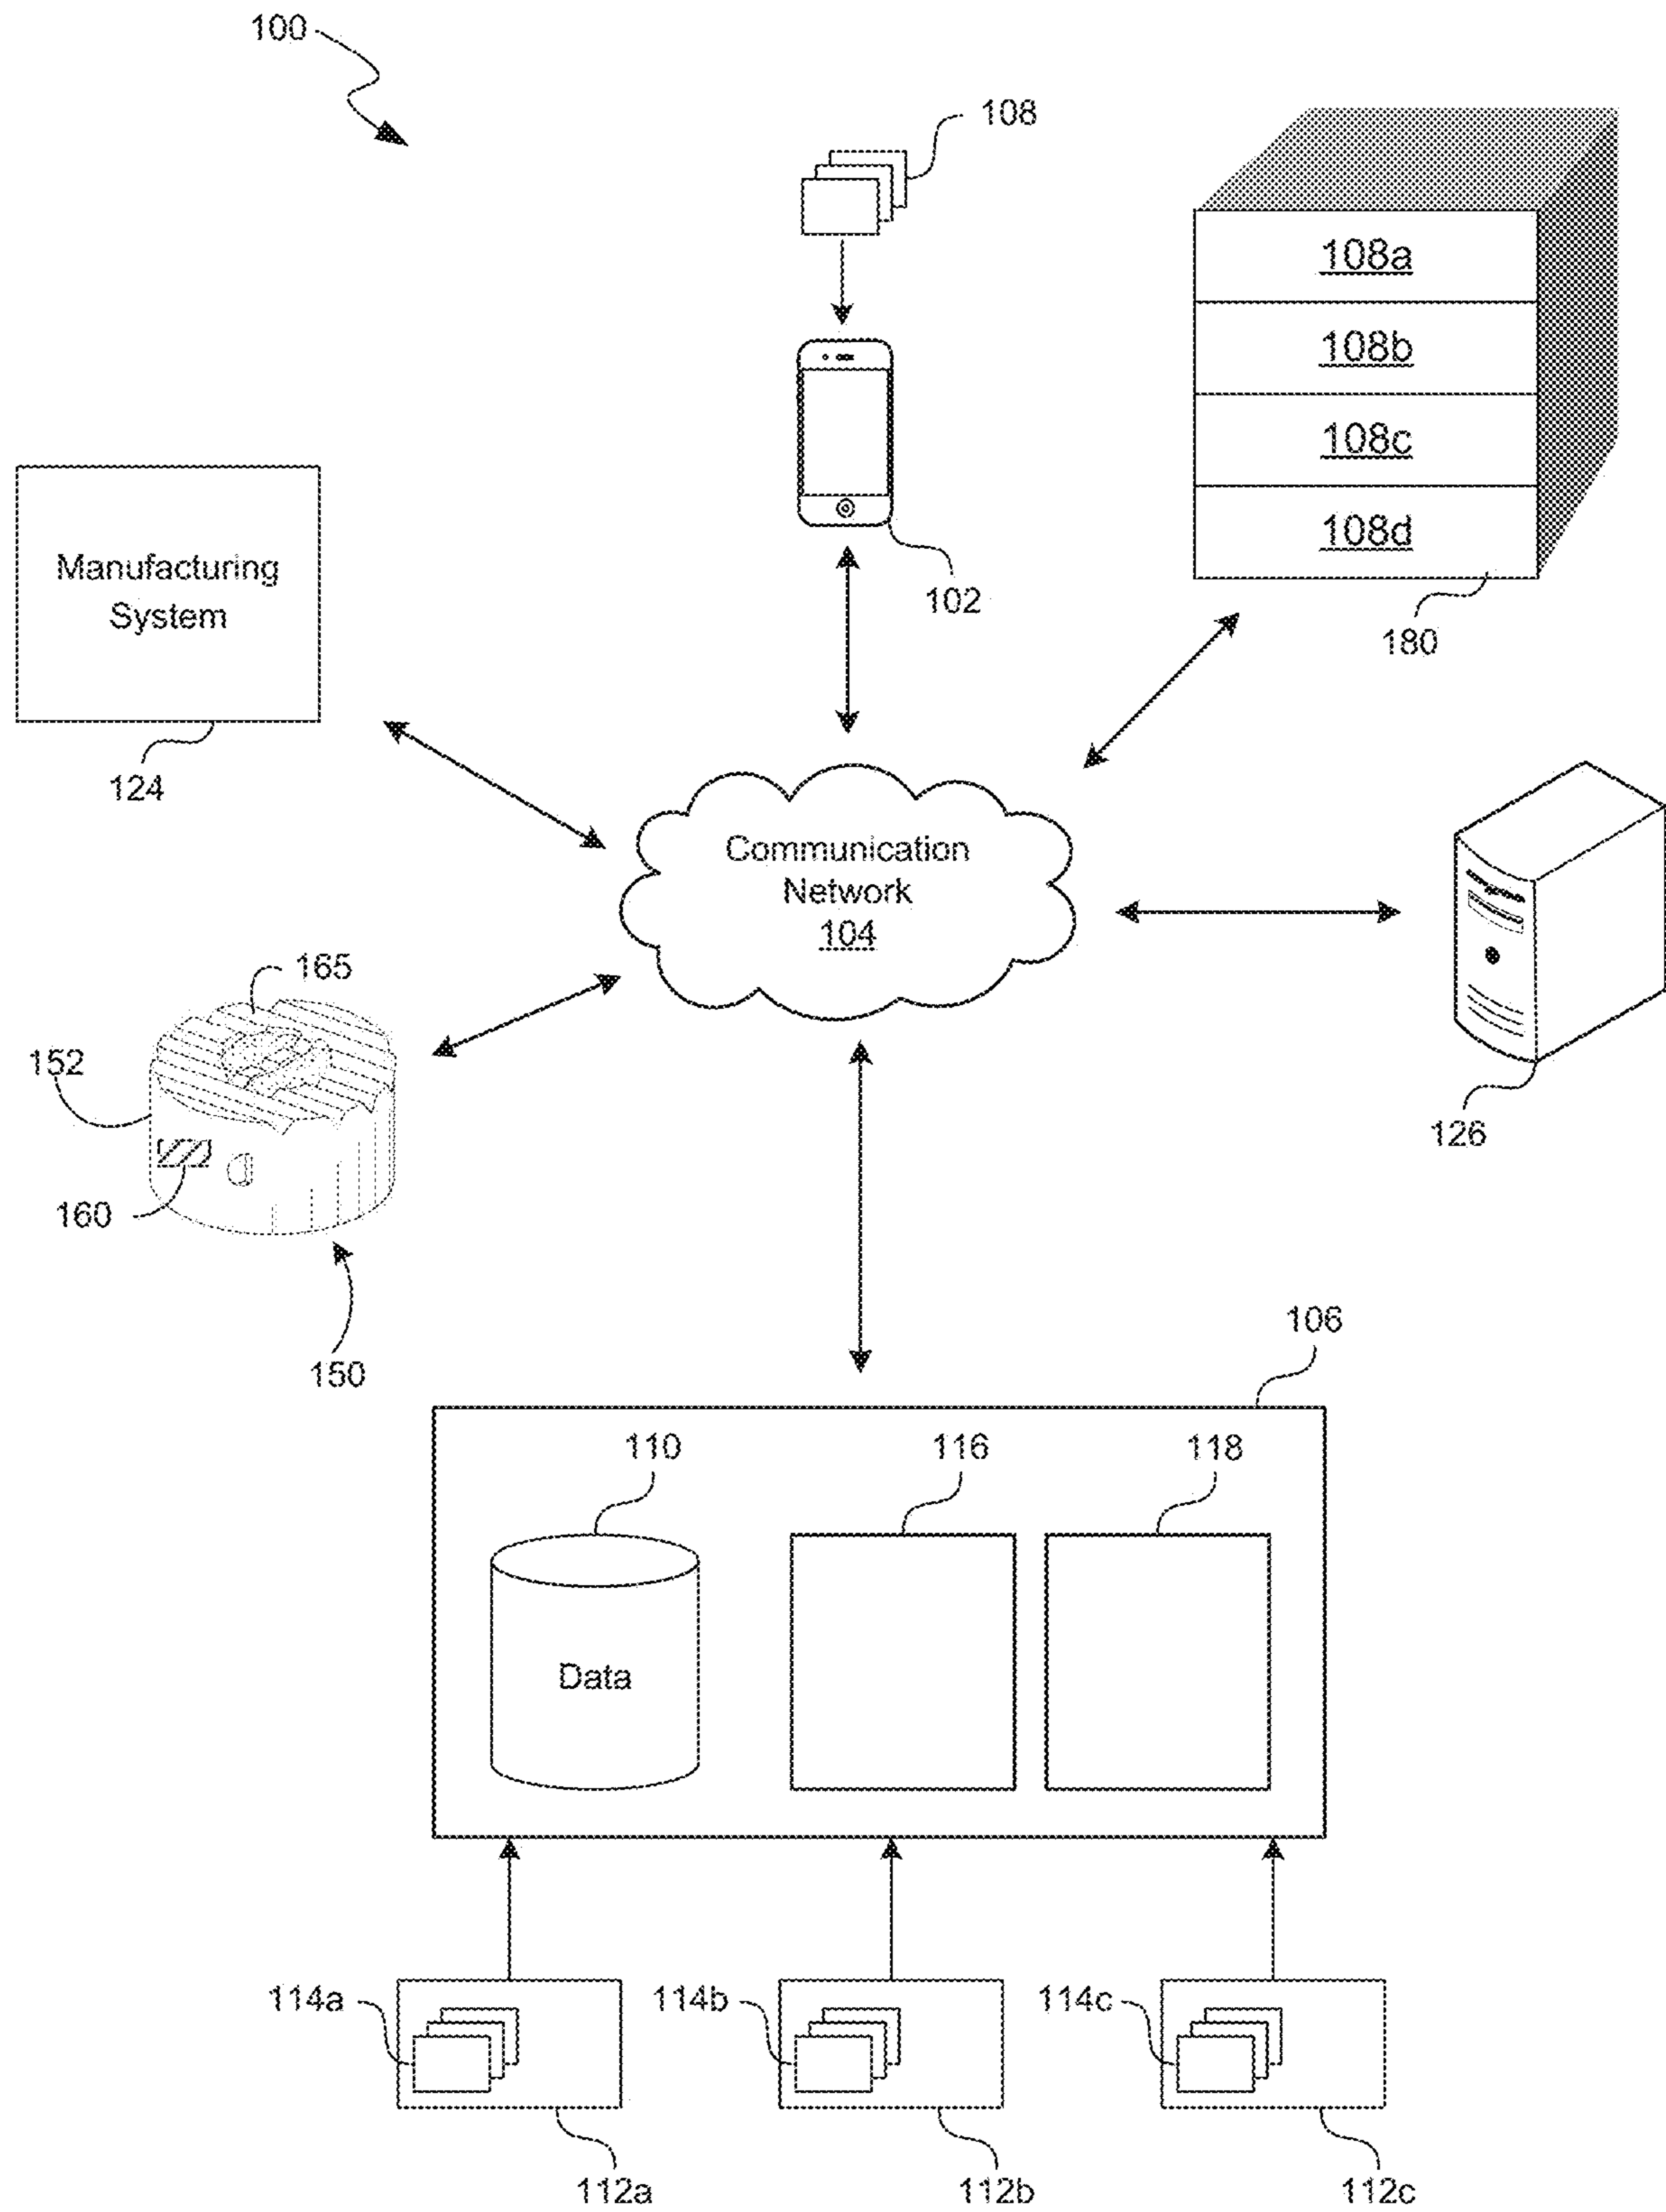 100
108
108a
108b
108c
108d
102
180
Manufacturing
System
124
Communication
Network
104
126
165
152
160
150
106
110
116
118
Data
114a
114b
114c
112a
112b
112c